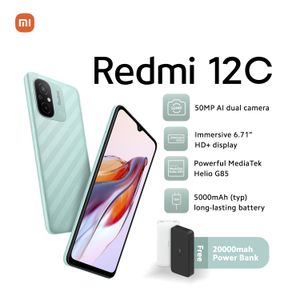 mi
Redmi 12C
50MP AI dual camera
Immersive 6.71"
HD+ display
Powerful MediaTek
Helio G85
5000mAh (typ)
long-lasting battery
Free
20000mah
Power Bank